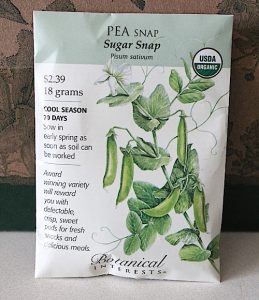 PEA SNAP
Sugar Snap
Pisum sativum
USDA
ORGANIC
$2.39
18 grams
COOL SEASON
70 DAYS
Sow in
early spring as
soon as soil can
be worked
Award
winning variety
will reward
you with
delectable,
crisp, sweet
pods for fresh
snacks and
delicious meals.
Botanical
INTERESTS®